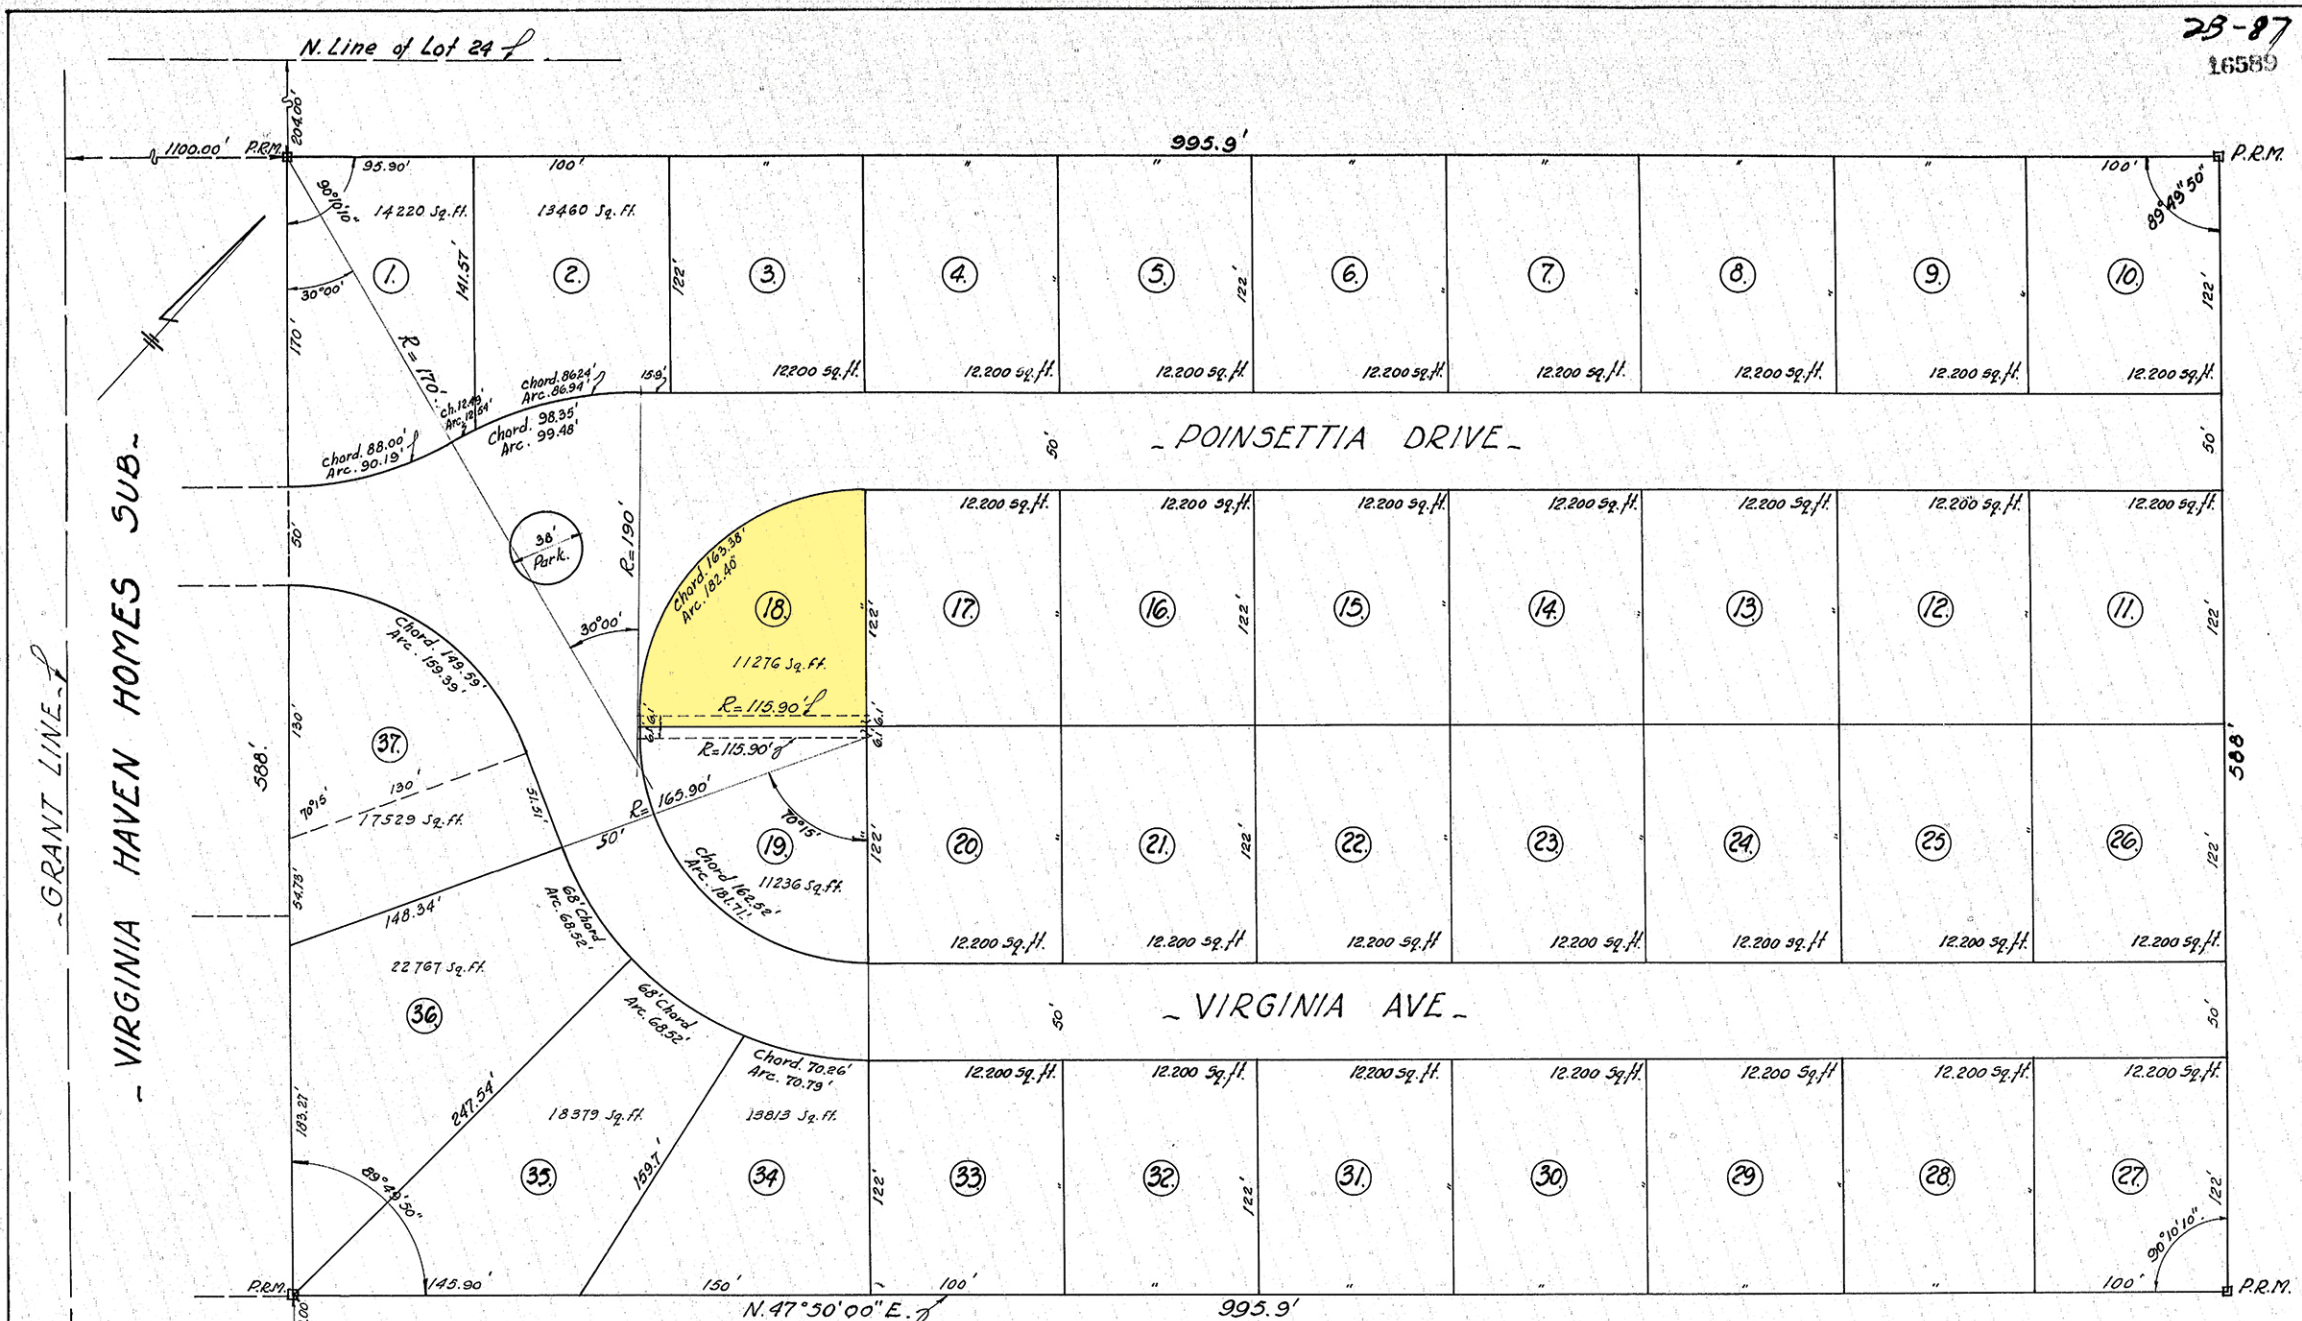 2B-87
16589
N. Line of Lot 24
204.00'
1100.00' P.R.M.
995.9'
P.R.M.
95.90' 100' " " " " " " " 100'
90°10'10"
89°49"50'
14220 Sq.ft. 13460 Sq.ft.
30°00'
1. 2. 3. 4. 5. 6. 7. 8. 9. 10.
141.57' 122' 122' 122'
170'
R=170'
12200 sq.ft. 12.200 sq.ft. 12.200 sq.ft. 12.200 sq.ft. 12.200 sq.ft. 12.200 sq.ft. 12.200 sq.ft. 12.200 sq.ft.
chord. 86.24'
Arc. 86.94'
15.9'
ch. 12.49'
Arc. 12.54'
Chord. 98.35'
Arc. 99.48'
chord. 88.00'
Arc. 90.19'
- POINSETTIA DRIVE -
50' 50'
50'
38'
Park.
R=190'
30°00'
12.200 sq.ft. 12.200 sq.ft. 12.200 sq.ft. 12.200 sq.ft. 12.200 sq.ft. 12.200 sq.ft. 12.200 sq.ft.
Chord. 163.38'
Arc. 182.40'
18. 17. 16. 15. 14. 13. 12. 11.
122' 122' 122'
11276 Sq.ft.
R=115.90'
6.1' 6.1'
6.1' 6.1'
R=115.90'
Chord. 149.59'
Arc. 159.39'
37.
130'
130'
70°15'
17529 Sq.ft.
51.51'
50'
R= 165.90'
70°15'
588'
588'
- GRANT LINE -
- VIRGINIA HAVEN HOMES SUB. -
54.73'
148.34'
19. 20. 21. 22. 23. 24. 25 26.
122' 122' 122'
11236 Sq.ft.
Chord 162.52'
Arc. 181.71'
12.200 sq.ft. 12.200 sq.ft 12.200 sq.ft 12.200 sq.ft. 12.200 sq.ft 12.200 sq.ft. 12.200 sq.ft.
68' Chord
Arc. 68.52'
22767 Sq.ft.
36.
68' Chord
Arc. 68.52'
- VIRGINIA AVE -
50' 50'
Chord. 70.26'
Arc. 70.79'
12.200 sq.ft. 12.200 sq.ft. 12.200 sq.ft. 12.200 sq.ft. 12.200 sq.ft 12.200 sq.ft. 12.200 sq.ft.
183.27'
247.54'
18379 Sq.ft.
13813 Sq.ft.
159.7'
35. 34 33. 32. 31. 30. 29 28. 27.
122' 122' 122'
89°49'50"
90°10'10"
P.R.M. 145.90' 150' 100' " " " " " 100' P.R.M.
N.47°50'00"E.
995.9'